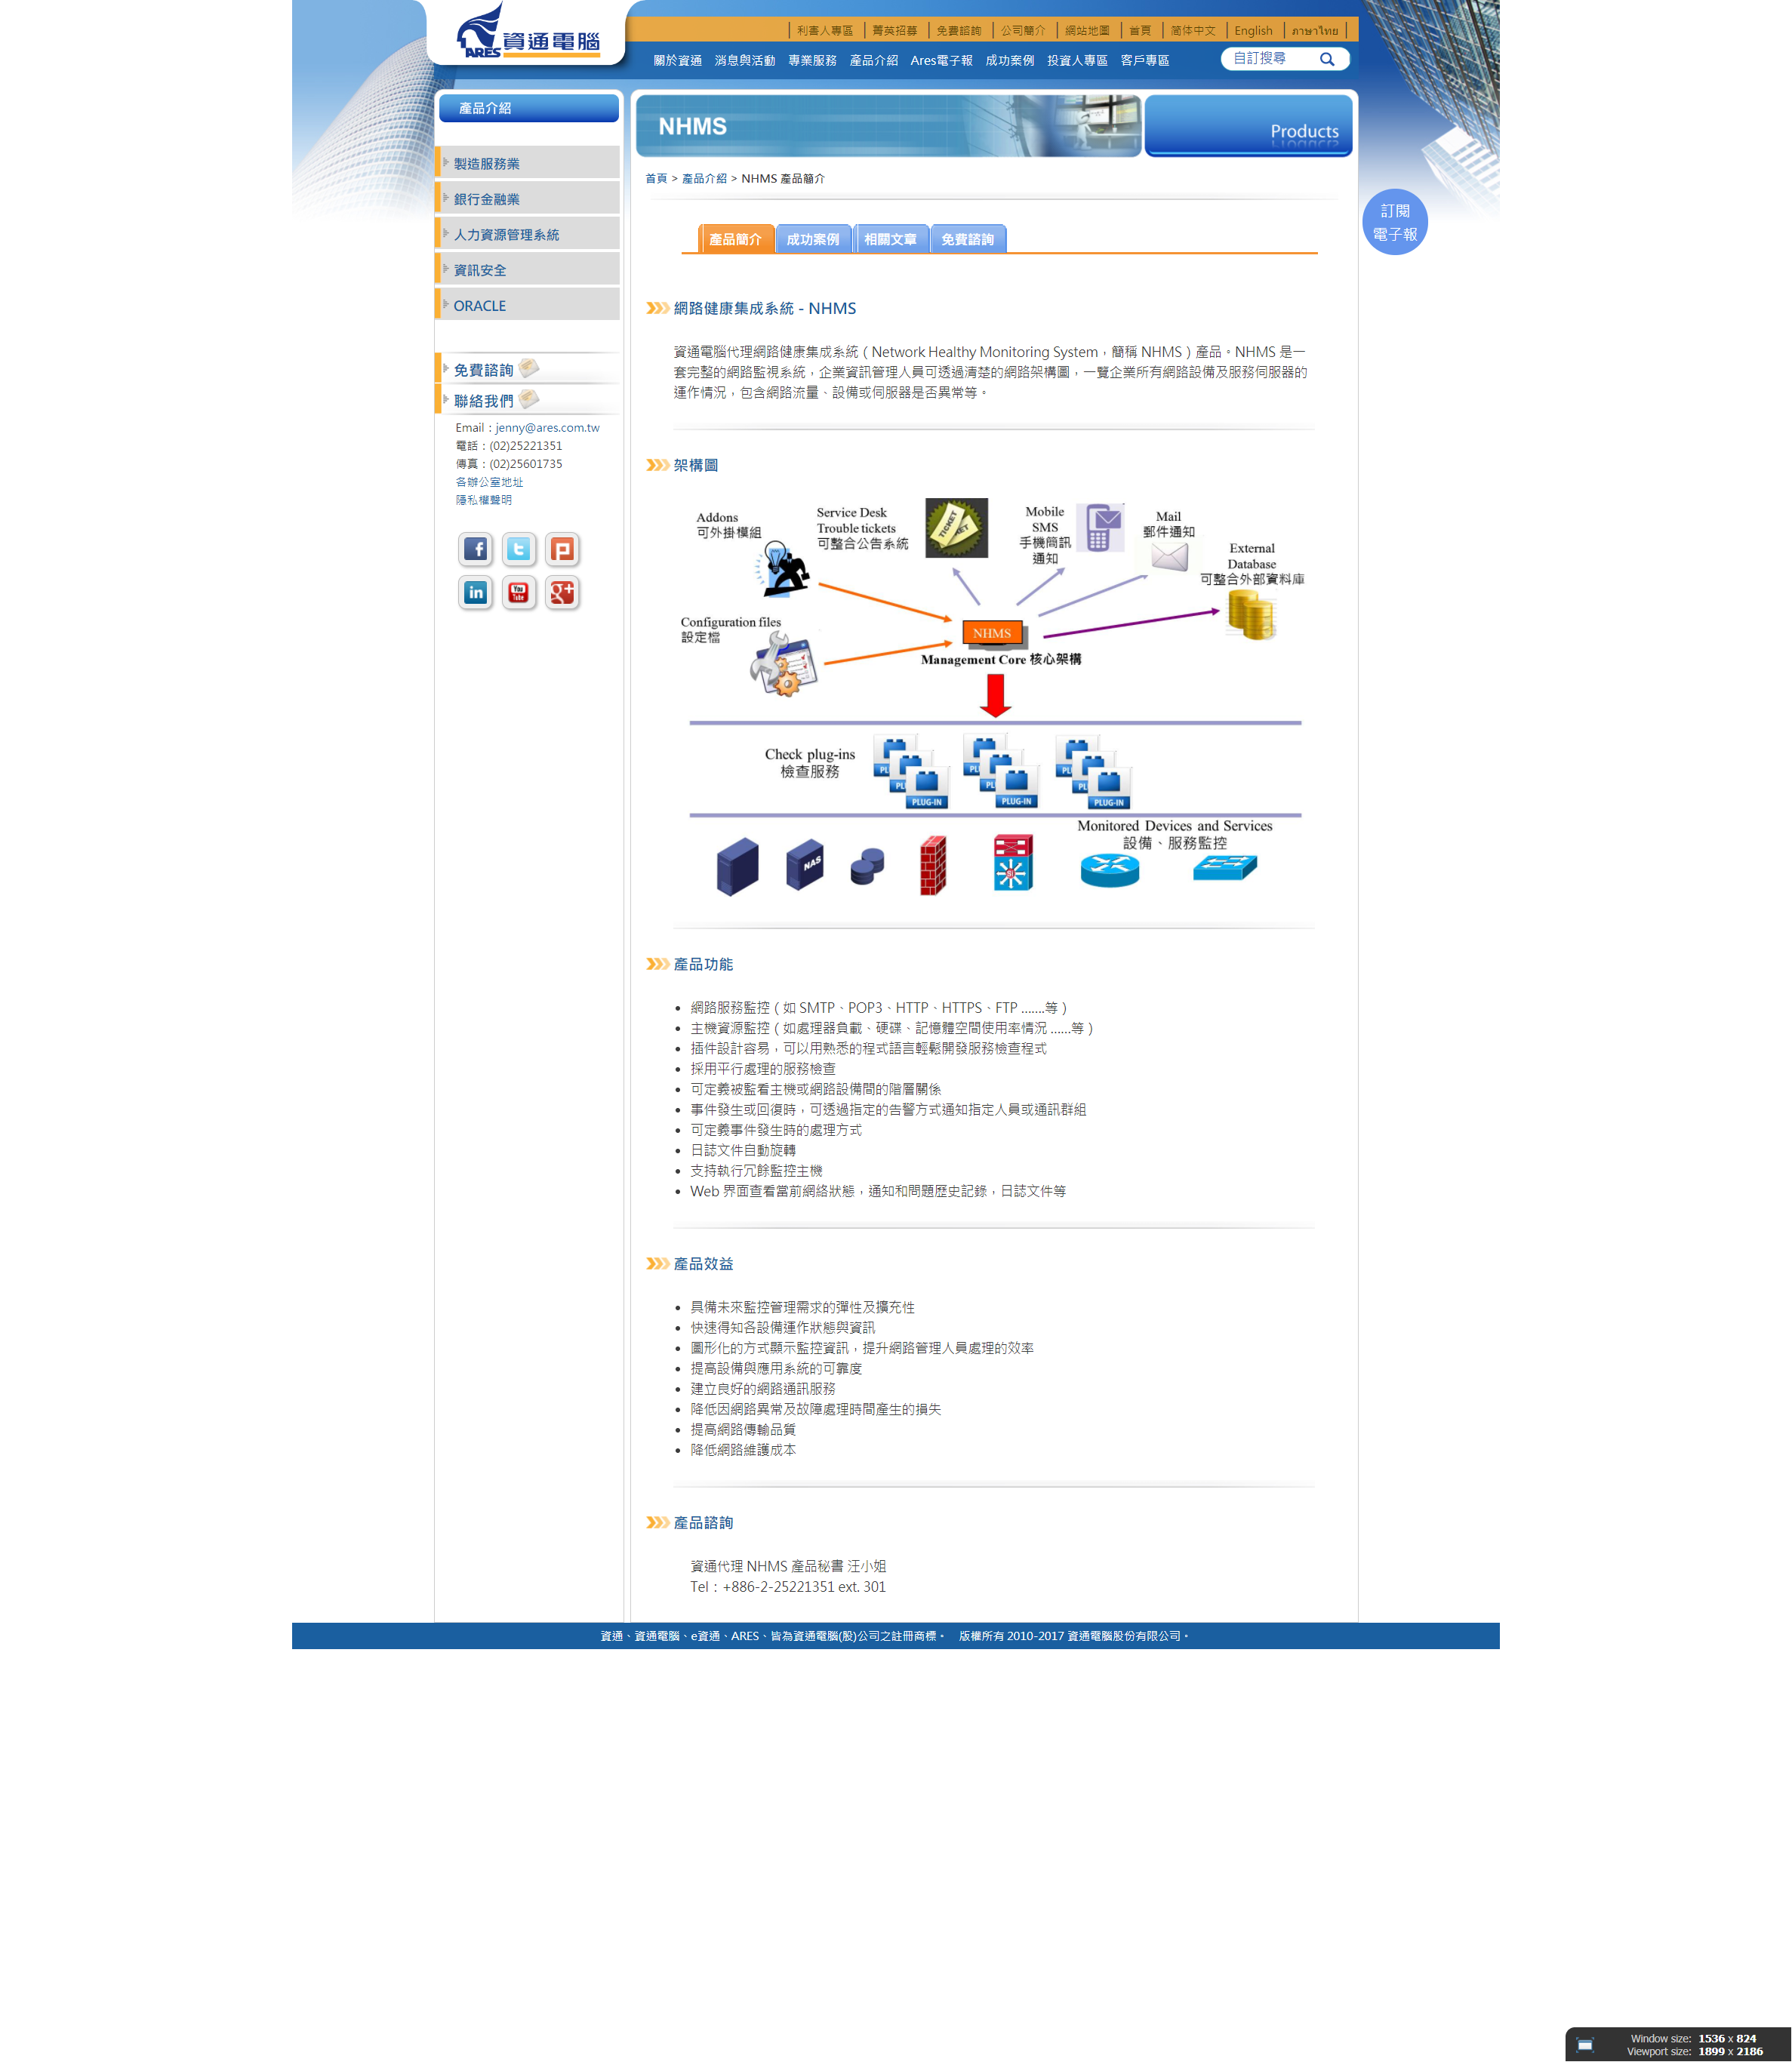 ARES 資通電腦
利害人專區 菁英招募 免費諮詢 公司簡介 網站地圖 首頁 简体中文 English ภาษาไทย
關於資通 消息與活動 專業服務 產品介紹 Ares電子報 成功案例 投資人專區 客戶專區
自訂搜尋
產品介紹
製造服務業
銀行金融業
人力資源管理系統
資訊安全
ORACLE
免費諮詢
聯絡我們
Email：jenny@ares.com.tw
電話：(02)25221351
傳真：(02)25601735
各辦公室地址
隱私權聲明
in
You
Tube
g+
NHMS
Products
首頁 > 產品介紹 > NHMS 產品簡介
訂閱
電子報
產品簡介 成功案例 相關文章 免費諮詢
網路健康集成系統 - NHMS
資通電腦代理網路健康集成系統（Network Healthy Monitoring System，簡稱 NHMS）產品。NHMS 是一
套完整的網路監視系統，企業資訊管理人員可透過清楚的網路架構圖，一覽企業所有網路設備及服務伺服器的
運作情況，包含網路流量、設備或伺服器是否異常等。
架構圖
Addons
可外掛模組
Service Desk
Trouble tickets
可整合公告系統
TICKET
Mobile
SMS
手機簡訊
通知
Mail
郵件通知
External
Database
可整合外部資料庫
Configuration files
設定檔
NHMS
Management Core 核心架構
Check plug-ins
檢查服務
PLUG-IN
PLUG-IN
PLUG-IN
Monitored Devices and Services
設備、服務監控
NAS
Si
產品功能
網路服務監控（如 SMTP、POP3、HTTP、HTTPS、FTP .......等）
主機資源監控（如處理器負載、硬碟、記憶體空間使用率情況 ......等）
插件設計容易，可以用熟悉的程式語言輕鬆開發服務檢查程式
採用平行處理的服務檢查
可定義被監看主機或網路設備間的階層關係
事件發生或回復時，可透過指定的告警方式通知指定人員或通訊群組
可定義事件發生時的處理方式
日誌文件自動旋轉
支持執行冗餘監控主機
Web 界面查看當前網絡狀態，通知和問題歷史記錄，日誌文件等
產品效益
具備未來監控管理需求的彈性及擴充性
快速得知各設備運作狀態與資訊
圖形化的方式顯示監控資訊，提升網路管理人員處理的效率
提高設備與應用系統的可靠度
建立良好的網路通訊服務
降低因網路異常及故障處理時間產生的損失
提高網路傳輸品質
降低網路維護成本
產品諮詢
資通代理 NHMS 產品秘書 汪小姐
Tel：+886-2-25221351 ext. 301
資通、資通電腦、e資通、ARES、皆為資通電腦(股)公司之註冊商標。 版權所有 2010-2017 資通電腦股份有限公司。
Window size: 1536 x 824
Viewport size: 1899 x 2186